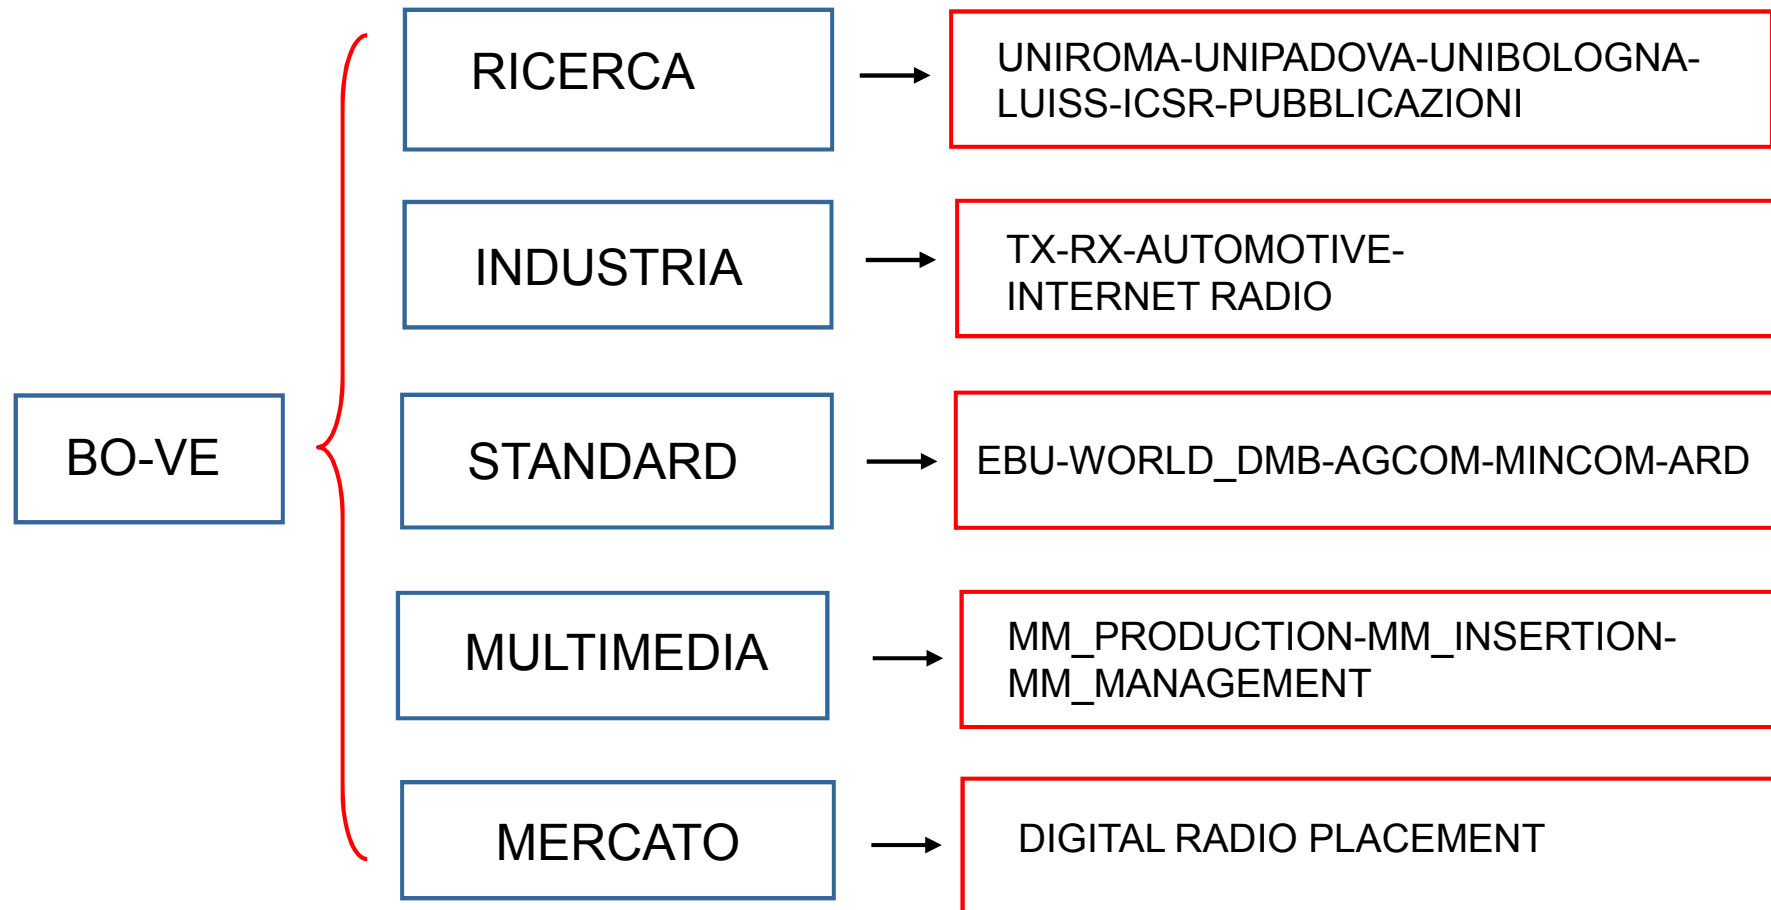 RICERCA
UNIROMA-UNIPADOVA-UNIBOLOGNA-
LUISS-ICSR-PUBBLICAZIONI
INDUSTRIA
TX-RX-AUTOMOTIVE-
INTERNET RADIO
BO-VE
STANDARD
EBU-WORLD_DMB-AGCOM-MINCOM-ARD
MULTIMEDIA
MM_PRODUCTION-MM_INSERTION-
MM_MANAGEMENT
MERCATO
DIGITAL RADIO PLACEMENT